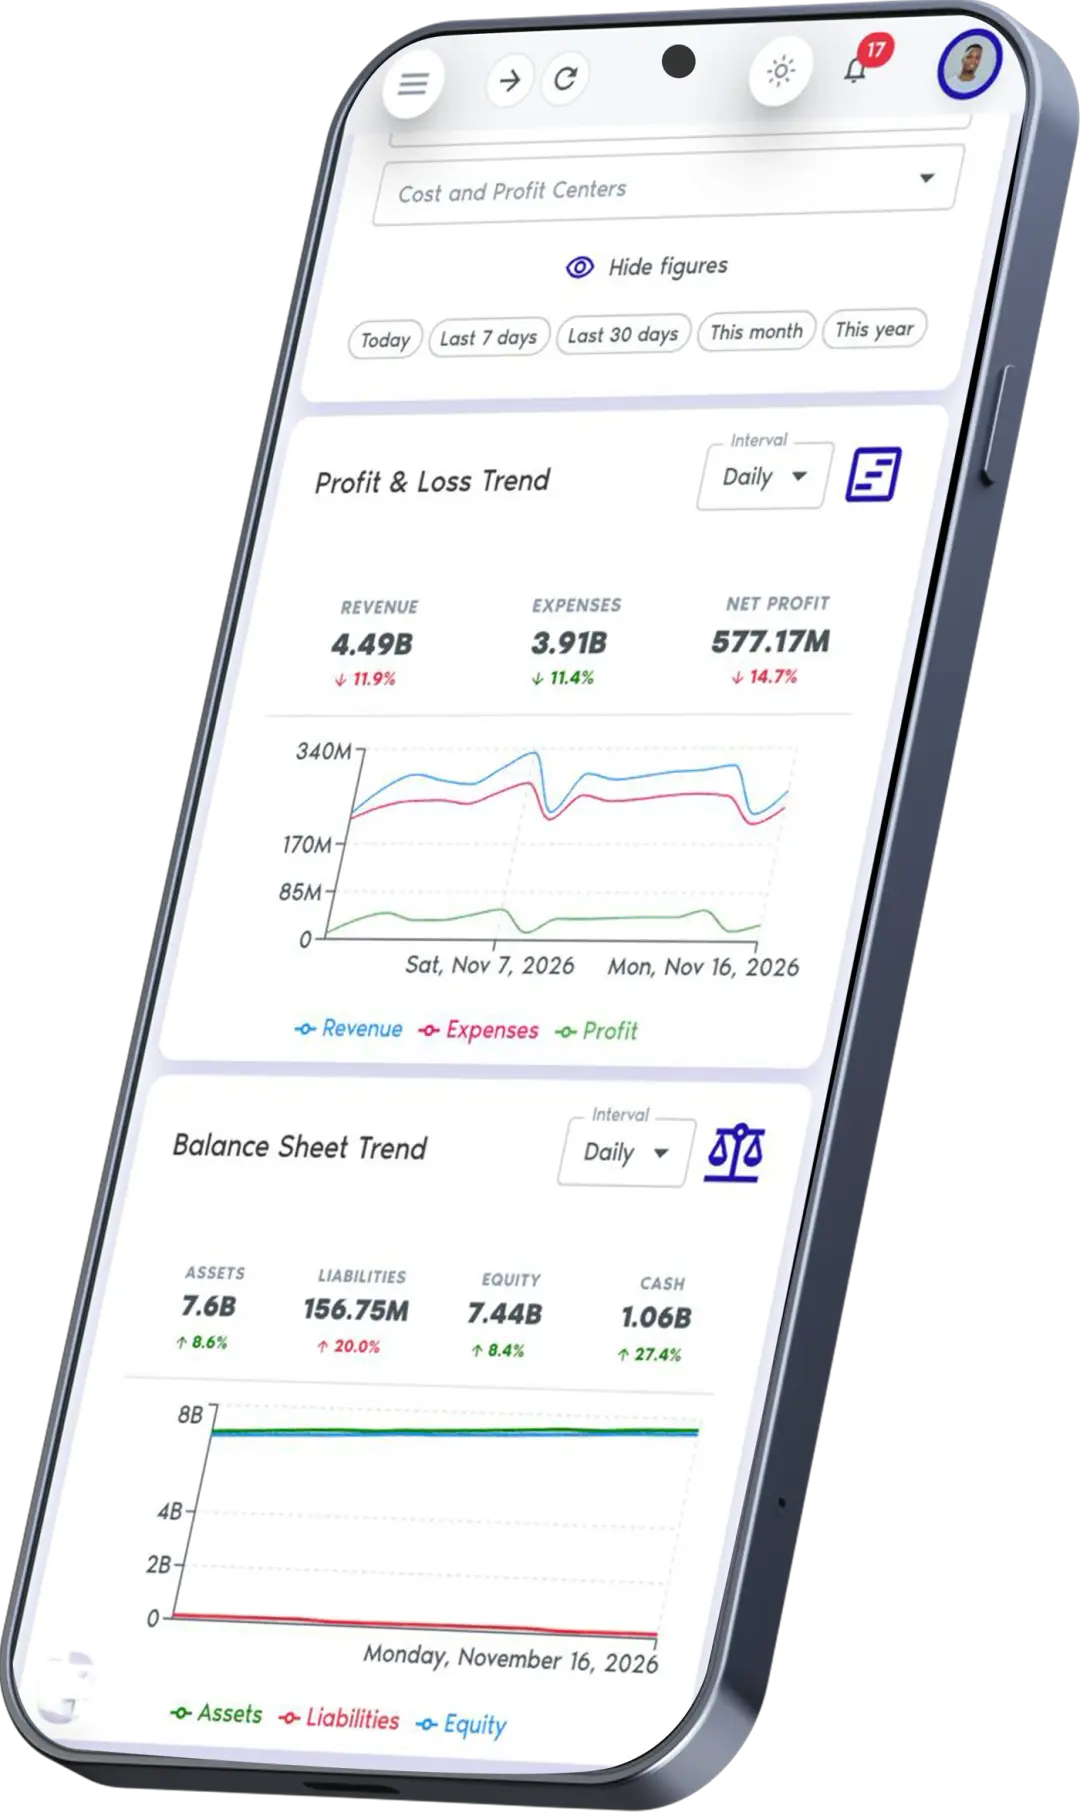 17
Cost and Profit Centers
Hide figures
Today Last 7 days Last 30 days This month This year
Interval
Profit & Loss Trend Daily
REVENUE EXPENSES NET PROFIT
4.49B 3.91B 577.17M
↓ 11.9% ↓ 11.4% ↓ 14.7%
340M
170M
85M
0
Sat, Nov 7, 2026 Mon, Nov 16, 2026
Revenue Expenses Profit
Interval
Balance Sheet Trend Daily
ASSETS LIABILITIES EQUITY CASH
7.6B 156.75M 7.44B 1.06B
↑ 8.6% ↑ 20.0% ↑ 8.4% ↑ 27.4%
8B
4B
2B
0
Monday, November 16, 2026
Assets Liabilities Equity